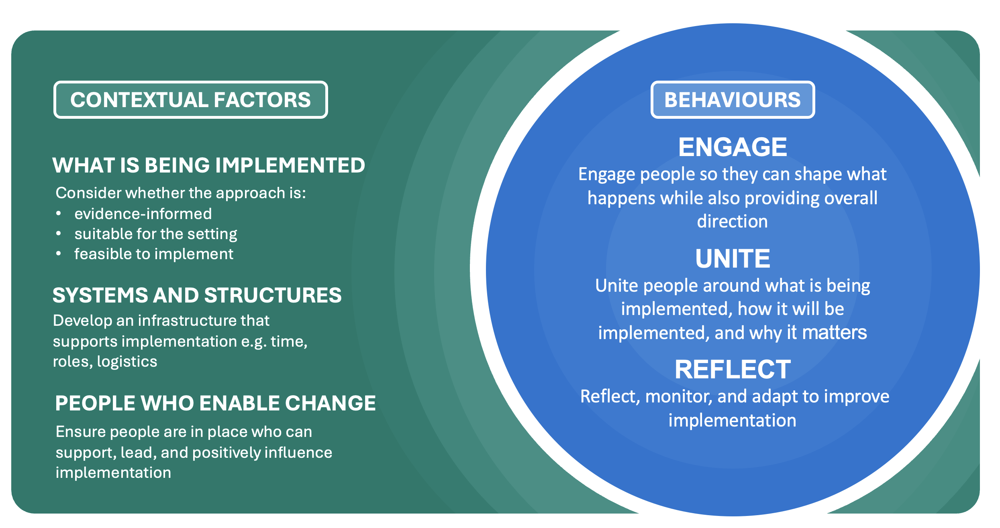 CONTEXTUAL FACTORS
WHAT IS BEING IMPLEMENTED
Consider whether the approach is:
• evidence-informed
• suitable for the setting
• feasible to implement
SYSTEMS AND STRUCTURES
Develop an infrastructure that
supports implementation e.g. time,
roles, logistics
PEOPLE WHO ENABLE CHANGE
Ensure people are in place who can
support, lead, and positively influence
implementation
BEHAVIOURS
ENGAGE
Engage people so they can shape what
happens while also providing overall
direction
UNITE
Unite people around what is being
implemented, how it will be
implemented, and why it matters
REFLECT
Reflect, monitor, and adapt to improve
implementation